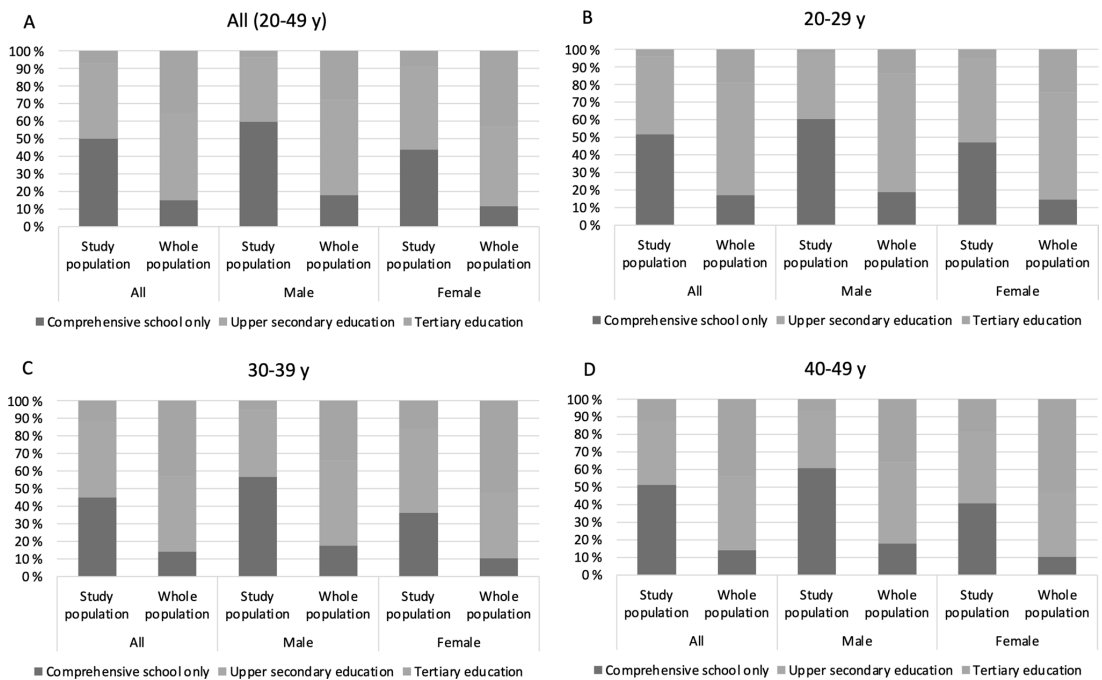 A
All (20-49 y)
100 %
90 %
80 %
70 %
60 %
50 %
40 %
30 %
20 %
10 %
0 %
Study population Whole population Study population Whole population Study population Whole population
All Male Female
Comprehensive school only Upper secondary education Tertiary education
B
20-29 y
100 %
90 %
80 %
70 %
60 %
50 %
40 %
30 %
20 %
10 %
0 %
Study population Whole population Study population Whole population Study population Whole population
All Male Female
Comprehensive school only Upper secondary education Tertiary education
C
30-39 y
100 %
90 %
80 %
70 %
60 %
50 %
40 %
30 %
20 %
10 %
0 %
Study population Whole population Study population Whole population Study population Whole population
All Male Female
Comprehensive school only Upper secondary education Tertiary education
D
40-49 y
100 %
90 %
80 %
70 %
60 %
50 %
40 %
30 %
20 %
10 %
0 %
Study population Whole population Study population Whole population Study population Whole population
All Male Female
Comprehensive school only Upper secondary education Tertiary education